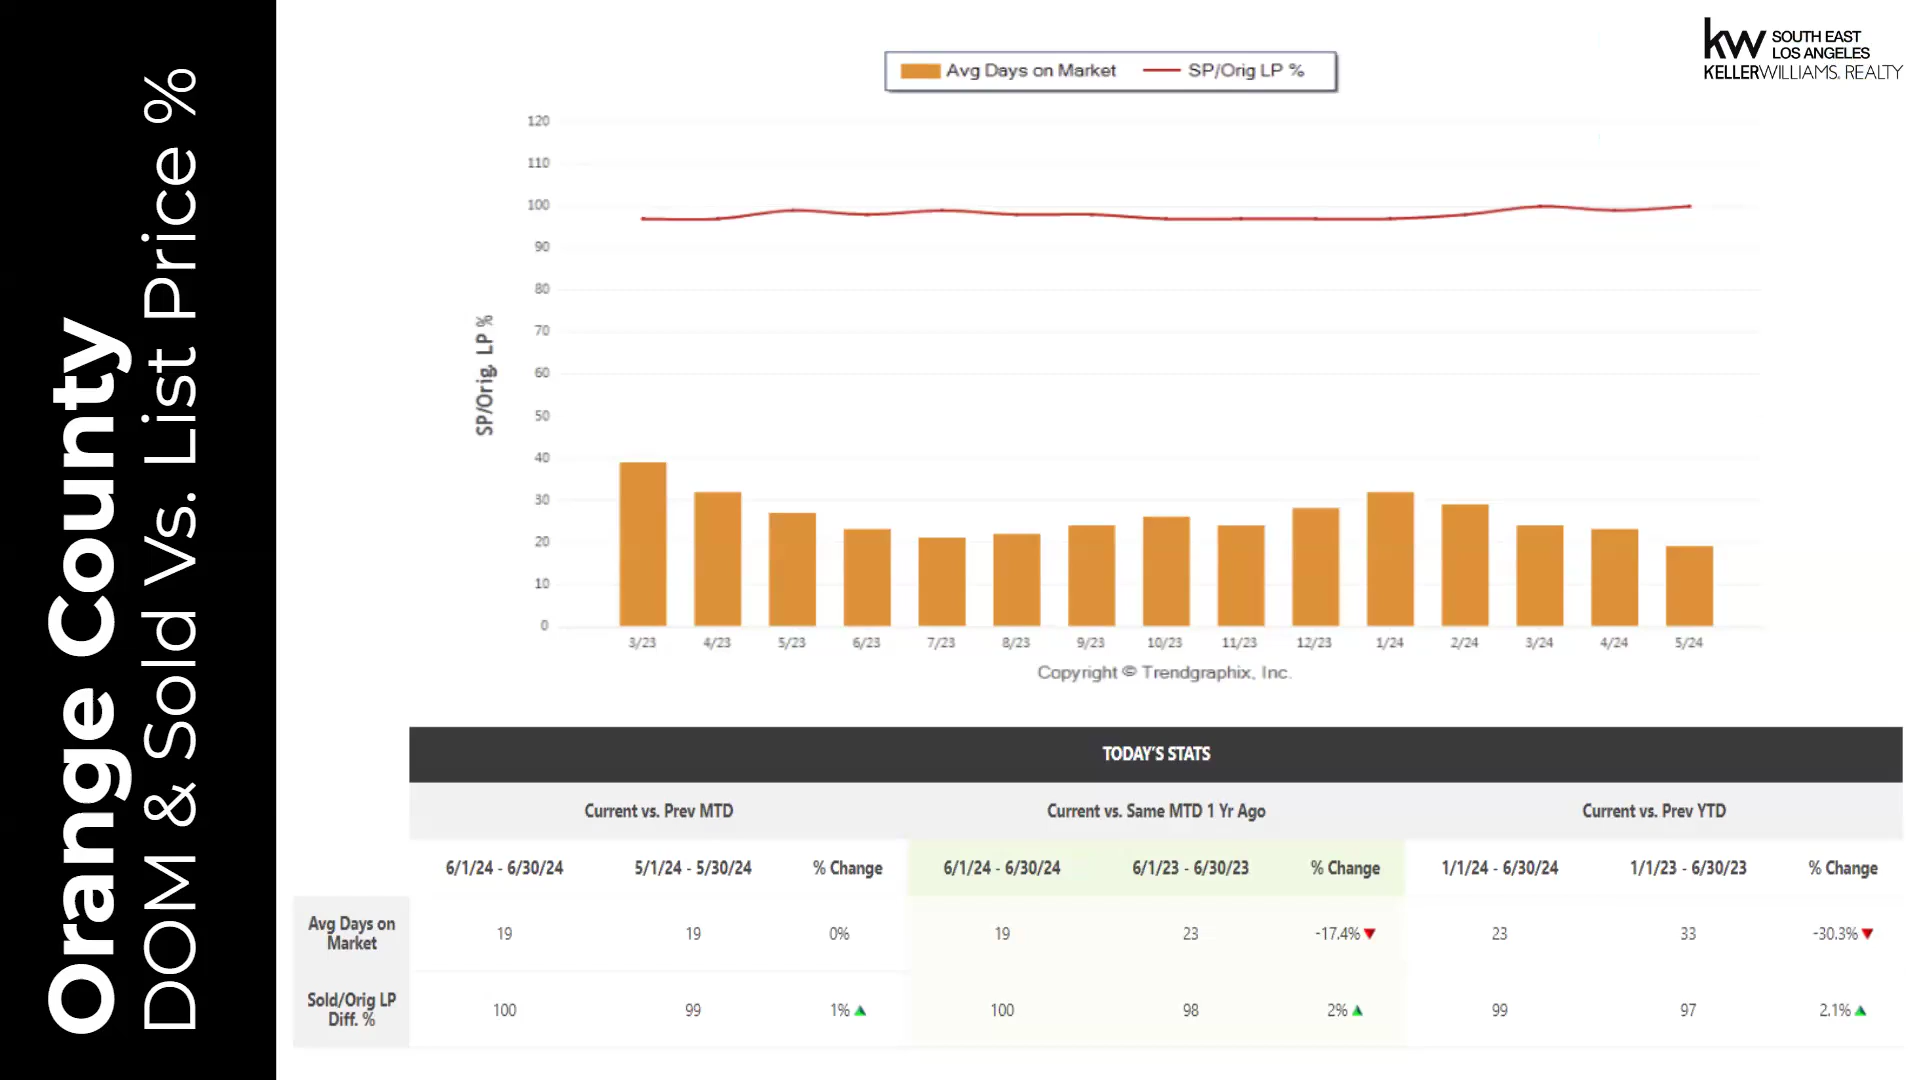 Orange County
DOM & Sold Vs. List Price %
kw SOUTH EAST
LOS ANGELES
KELLERWILLIAMS. REALTY
Avg Days on Market SP/Orig LP %
SP/Orig. LP %
120
110
100
90
80
70
60
50
40
30
20
10
0
3/23 4/23 5/23 6/23 7/23 8/23 9/23 10/23 11/23 12/23 1/24 2/24 3/24 4/24 5/24
Copyright © Trendgraphix, Inc.
TODAY'S STATS
Current vs. Prev MTD Current vs. Same MTD 1 Yr Ago Current vs. Prev YTD
6/1/24 - 6/30/24 5/1/24 - 5/30/24 % Change 6/1/24 - 6/30/24 6/1/23 - 6/30/23 % Change 1/1/24 - 6/30/24 1/1/23 - 6/30/23 % Change
Avg Days on
Market
19 19 0% 19 23 -17.4% 23 33 -30.3%
Sold/Orig LP
Diff. %
100 99 1% 100 98 2% 99 97 2.1%